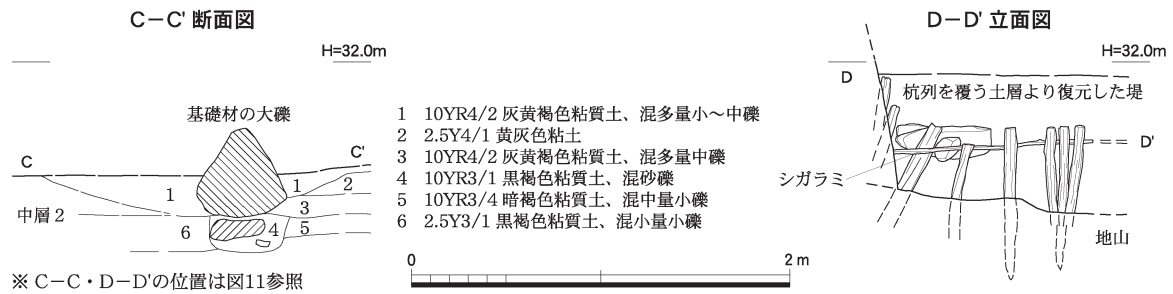 C－C' 断面図
H=32.0m
基礎材の大礫
C
C'
1
1
2
3
中層２
6
4
5
※ C－C・D－D'の位置は図11参照
1 10YR4/2 灰黄褐色粘質土、混多量小～中礫
2 2.5Y4/1 黄灰色粘土
3 10YR4/2 灰黄褐色粘質土、混多量中礫
4 10YR3/1 黒褐色粘質土、混砂礫
5 10YR3/4 暗褐色粘質土、混中量小礫
6 2.5Y3/1 黒褐色粘質土、混小量小礫
0
2 m
D－D' 立面図
H=32.0m
D
杭列を覆う土層より復元した堤
D'
シガラミ
地山